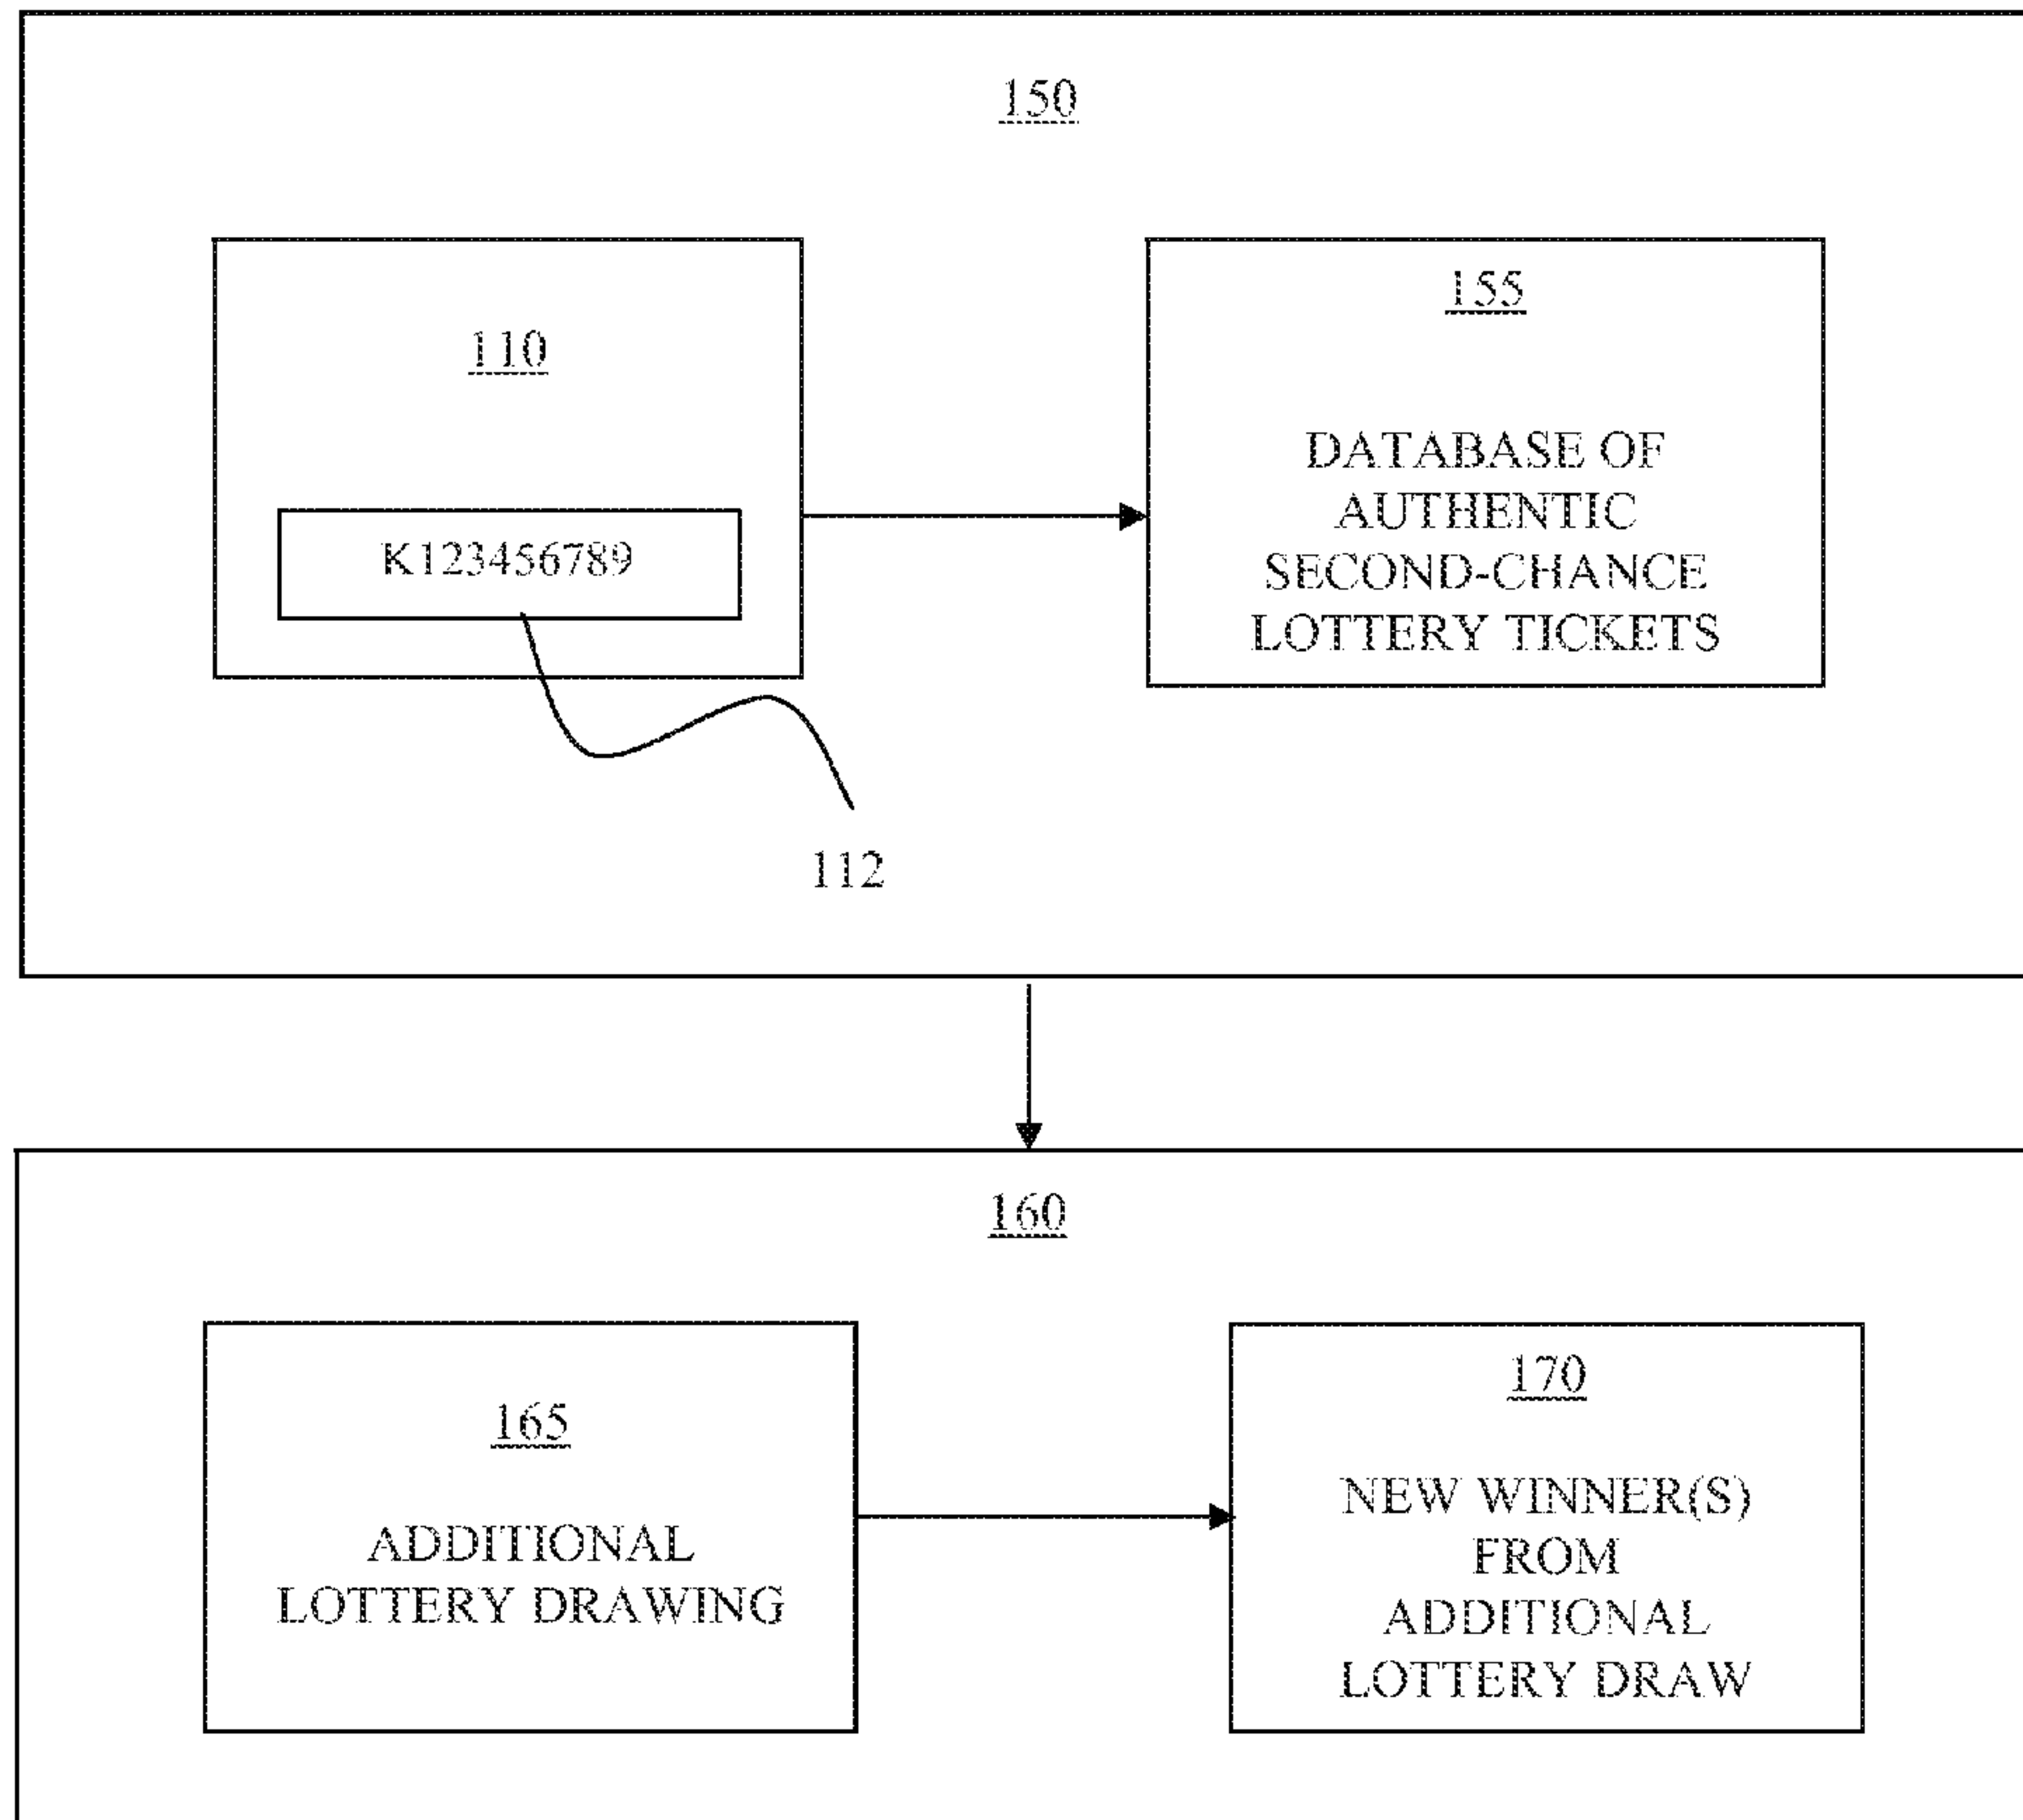 150
110
K123456789
112
155
DATABASE OF
AUTHENTIC
SECOND-CHANCE
LOTTERY TICKETS
160
165
ADDITIONAL
LOTTERY DRAWING
170
NEW WINNER(S)
FROM
ADDITIONAL
LOTTERY DRAW